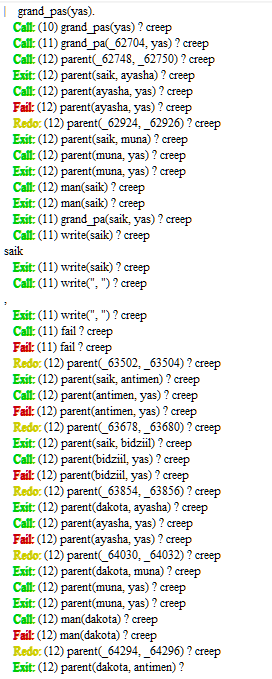 | grand_pas(yas).
Call: (10) grand_pas(yas) ? creep
Call: (11) grand_pa(_62704, yas) ? creep
Call: (12) parent(_62748, _62750) ? creep
Exit: (12) parent(saik, ayasha) ? creep
Call: (12) parent(ayasha, yas) ? creep
Fail: (12) parent(ayasha, yas) ? creep
Redo: (12) parent(_62924, _62926) ? creep
Exit: (12) parent(saik, muna) ? creep
Call: (12) parent(muna, yas) ? creep
Exit: (12) parent(muna, yas) ? creep
Call: (12) man(saik) ? creep
Exit: (12) man(saik) ? creep
Exit: (11) grand_pa(saik, yas) ? creep
Call: (11) write(saik) ? creep
saik
Exit: (11) write(saik) ? creep
Call: (11) write(", ") ? creep
,
Exit: (11) write(", ") ? creep
Call: (11) fail ? creep
Fail: (11) fail ? creep
Redo: (12) parent(_63502, _63504) ? creep
Exit: (12) parent(saik, antimen) ? creep
Call: (12) parent(antimen, yas) ? creep
Fail: (12) parent(antimen, yas) ? creep
Redo: (12) parent(_63678, _63680) ? creep
Exit: (12) parent(saik, bidziil) ? creep
Call: (12) parent(bidziil, yas) ? creep
Fail: (12) parent(bidziil, yas) ? creep
Redo: (12) parent(_63854, _63856) ? creep
Exit: (12) parent(dakota, ayasha) ? creep
Call: (12) parent(ayasha, yas) ? creep
Fail: (12) parent(ayasha, yas) ? creep
Redo: (12) parent(_64030, _64032) ? creep
Exit: (12) parent(dakota, muna) ? creep
Call: (12) parent(muna, yas) ? creep
Exit: (12) parent(muna, yas) ? creep
Call: (12) man(dakota) ? creep
Fail: (12) man(dakota) ? creep
Redo: (12) parent(_64294, _64296) ? creep
Exit: (12) parent(dakota, antimen) ?